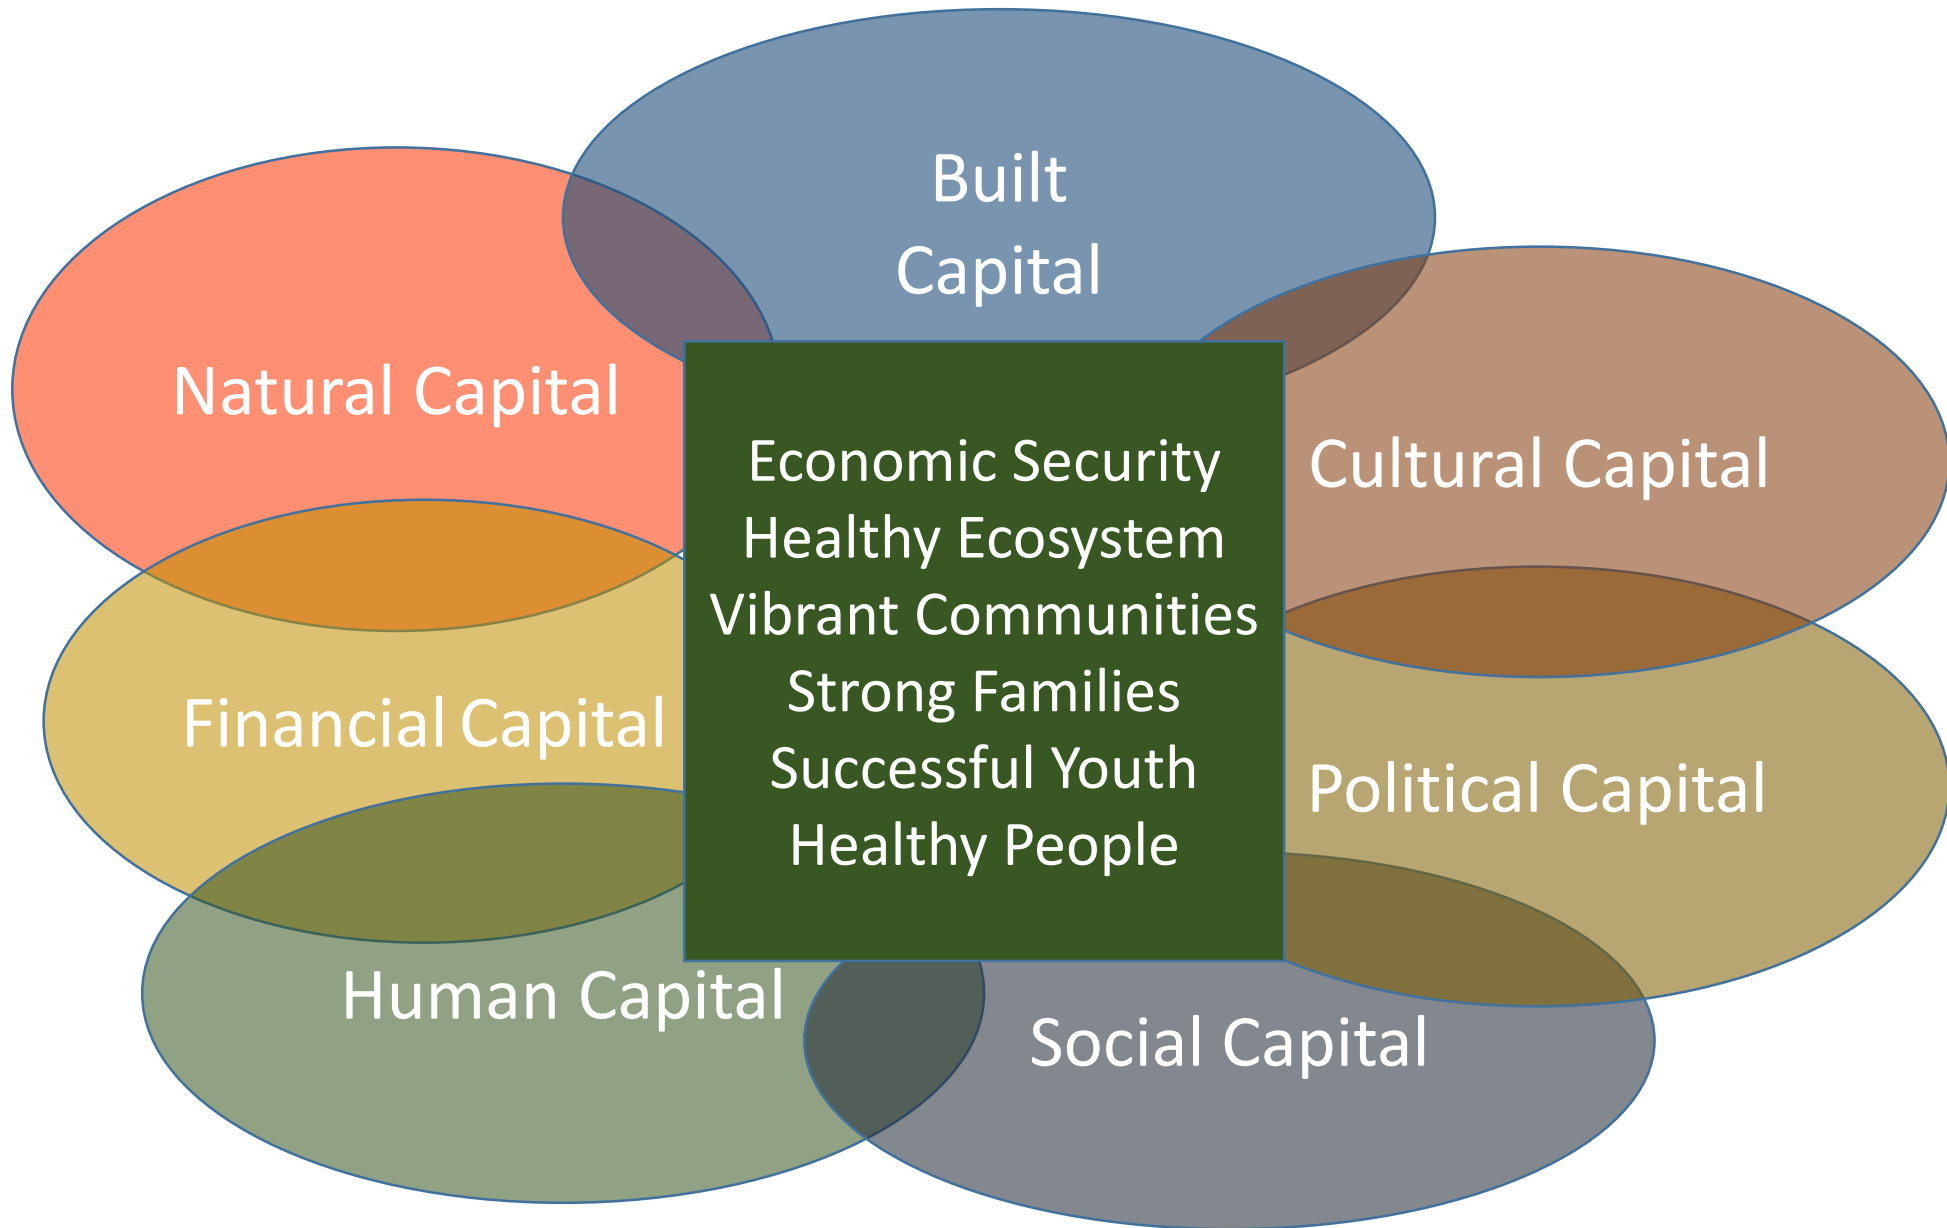 Built
Capital
Natural Capital
Cultural Capital
Economic Security
Healthy Ecosystem
Vibrant Communities
Strong Families
Successful Youth
Healthy People
Financial Capital
Political Capital
Human Capital
Social Capital